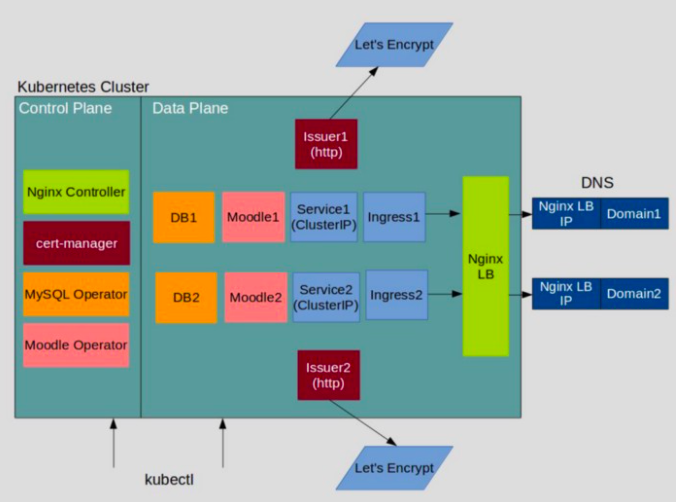 Let's Encrypt
Kubernetes Cluster
Control Plane
Data Plane
Issuer1
(http)
Nginx Controller
cert-manager
MySQL Operator
Moodle Operator
DB1
Moodle1
Service1
(ClusterIP)
Ingress1
DB2
Moodle2
Service2
(ClusterIP)
Ingress2
Nginx
LB
DNS
Nginx LB
IP
Domain1
Nginx LB
IP
Domain2
Issuer2
(http)
Let's Encrypt
kubectl